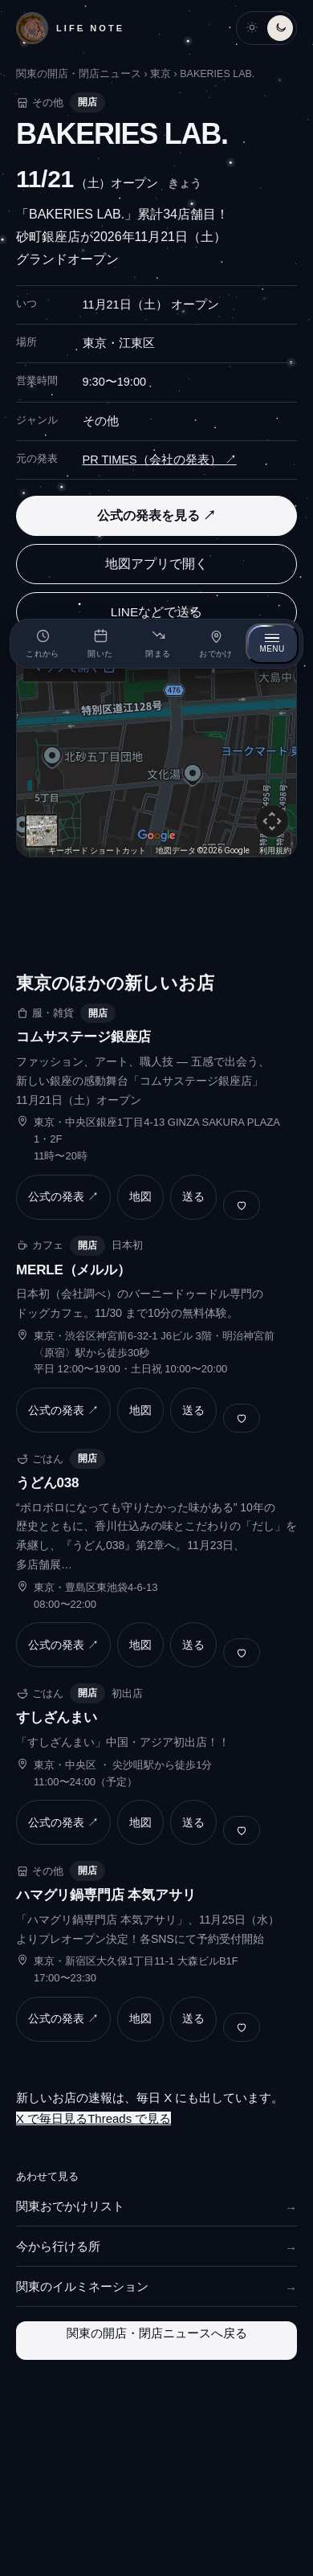 LIFE NOTE
関東の開店・閉店ニュース › 東京 › BAKERIES LAB.
その他 開店
BAKERIES LAB.
11/21（土）オープン きょう
「BAKERIES LAB.」累計34店舗目！
砂町銀座店が2026年11月21日（土）
グランドオープン
いつ 11月21日（土） オープン
場所 東京・江東区
営業時間 9:30〜19:00
ジャンル その他
元の発表 PR TIMES（会社の発表） ↗
公式の発表を見る ↗
地図アプリで開く
LINEなどで送る
これから 開いた 閉まる おでかけ MENU
大島中
476
特別区道江128号
ヨークマート東
北砂五丁目団地
文化湯
5丁目
Google
キーボード ショートカット 地図データ ©2026 Google 利用規約
東京のほかの新しいお店
服・雑貨 開店
コムサステージ銀座店
ファッション、アート、職人技 — 五感で出会う、
新しい銀座の感動舞台「コムサステージ銀座店」
11月21日（土）オープン
東京・中央区銀座1丁目4-13 GINZA SAKURA PLAZA
1・2F
11時〜20時
公式の発表 ↗ 地図 送る
カフェ 開店 日本初
MERLE（メルル）
日本初（会社調べ）のバーニードゥードル専門の
ドッグカフェ。11/30 まで10分の無料体験。
東京・渋谷区神宮前6-32-1 J6ビル 3階・明治神宮前
〈原宿〉駅から徒歩30秒
平日 12:00〜19:00・土日祝 10:00〜20:00
公式の発表 ↗ 地図 送る
ごはん 開店
うどん038
“ボロボロになっても守りたかった味がある” 10年の
歴史とともに、香川仕込みの味とこだわりの「だし」を
承継し、『うどん038』第2章へ。11月23日、
多店舗展…
東京・豊島区東池袋4-6-13
08:00〜22:00
公式の発表 ↗ 地図 送る
ごはん 開店 初出店
すしざんまい
「すしざんまい」中国・アジア初出店！！
東京・中央区 ・ 尖沙咀駅から徒歩1分
11:00〜24:00（予定）
公式の発表 ↗ 地図 送る
その他 開店
ハマグリ鍋専門店 本気アサリ
「ハマグリ鍋専門店 本気アサリ」、11月25日（水）
よりプレオープン決定！各SNSにて予約受付開始
東京・新宿区大久保1丁目11-1 大森ビルB1F
17:00〜23:30
公式の発表 ↗ 地図 送る
新しいお店の速報は、毎日 X にも出しています。
X で毎日見るThreads で見る
あわせて見る
関東おでかけリスト →
今から行ける所 →
関東のイルミネーション →
関東の開店・閉店ニュースへ戻る